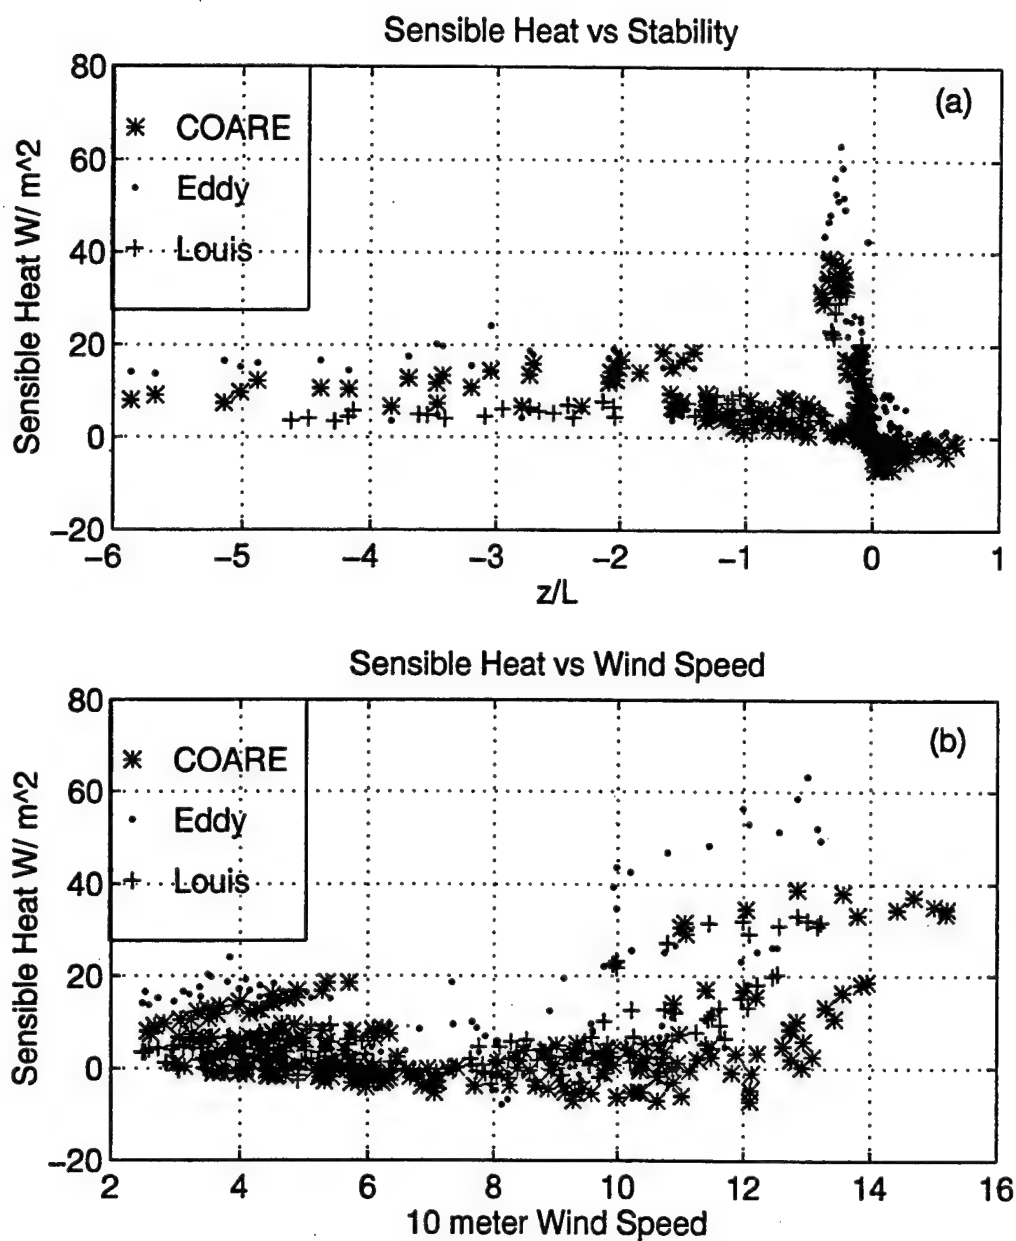 Sensible Heat vs Stability
(a)
COARE
Eddy
Louis
Sensible Heat W/ m^2
80
60
40
20
0
−20
−6 −5 −4 −3 −2 −1 0 1
z/L
Sensible Heat vs Wind Speed
(b)
COARE
Eddy
Louis
Sensible Heat W/ m^2
80
60
40
20
0
−20
2 4 6 8 10 12 14 16
10 meter Wind Speed